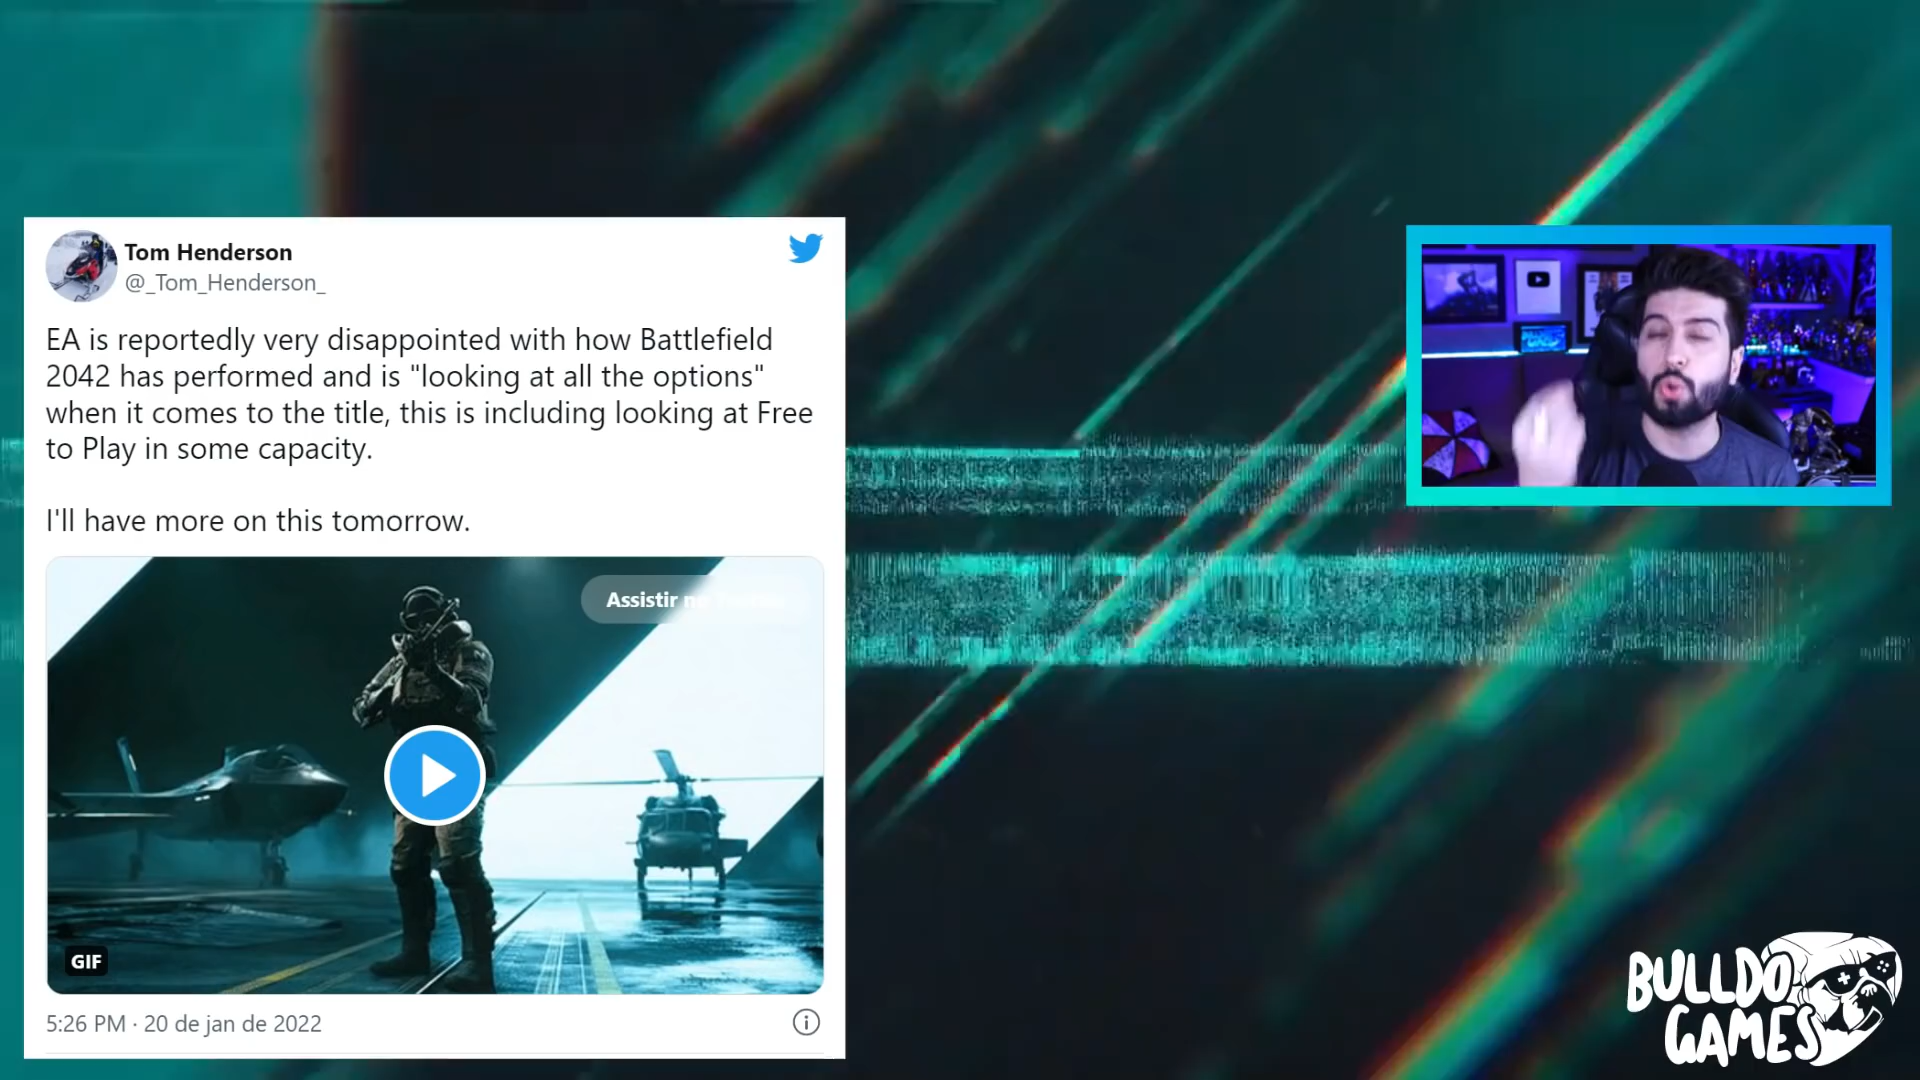 Tom Henderson
@_Tom_Henderson_
EA is reportedly very disappointed with how Battlefield
2042 has performed and is "looking at all the options"
when it comes to the title, this is including looking at Free
to Play in some capacity.
I'll have more on this tomorrow.
Assistir
GIF
5:26 PM · 20 de jan de 2022
BULLDOG
GAMES